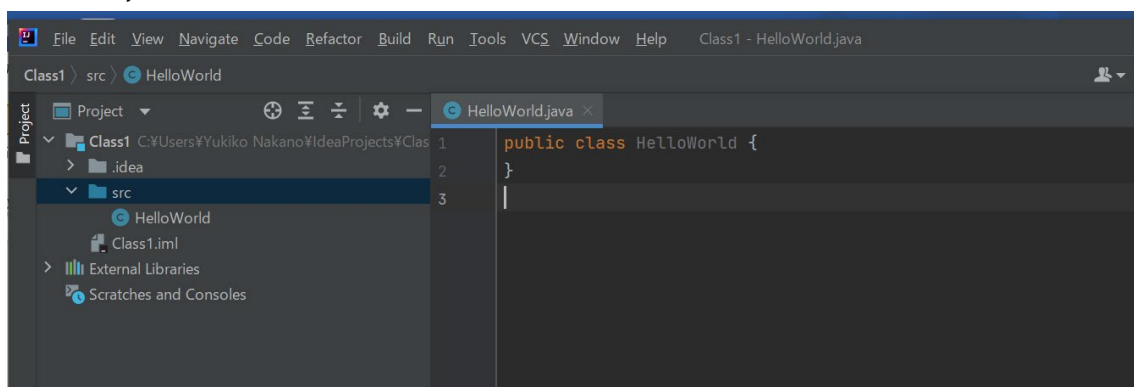 File Edit View Navigate Code Refactor Build Run Tools VCS Window Help Class1 - HelloWorld.java
Class1 src HelloWorld
Project
Project
HelloWorld.java
Class1 C:¥Users¥Yukiko Nakano¥IdeaProjects¥Clas
.idea
src
HelloWorld
Class1.iml
External Libraries
Scratches and Consoles
1 public class HelloWorld {
2 }
3